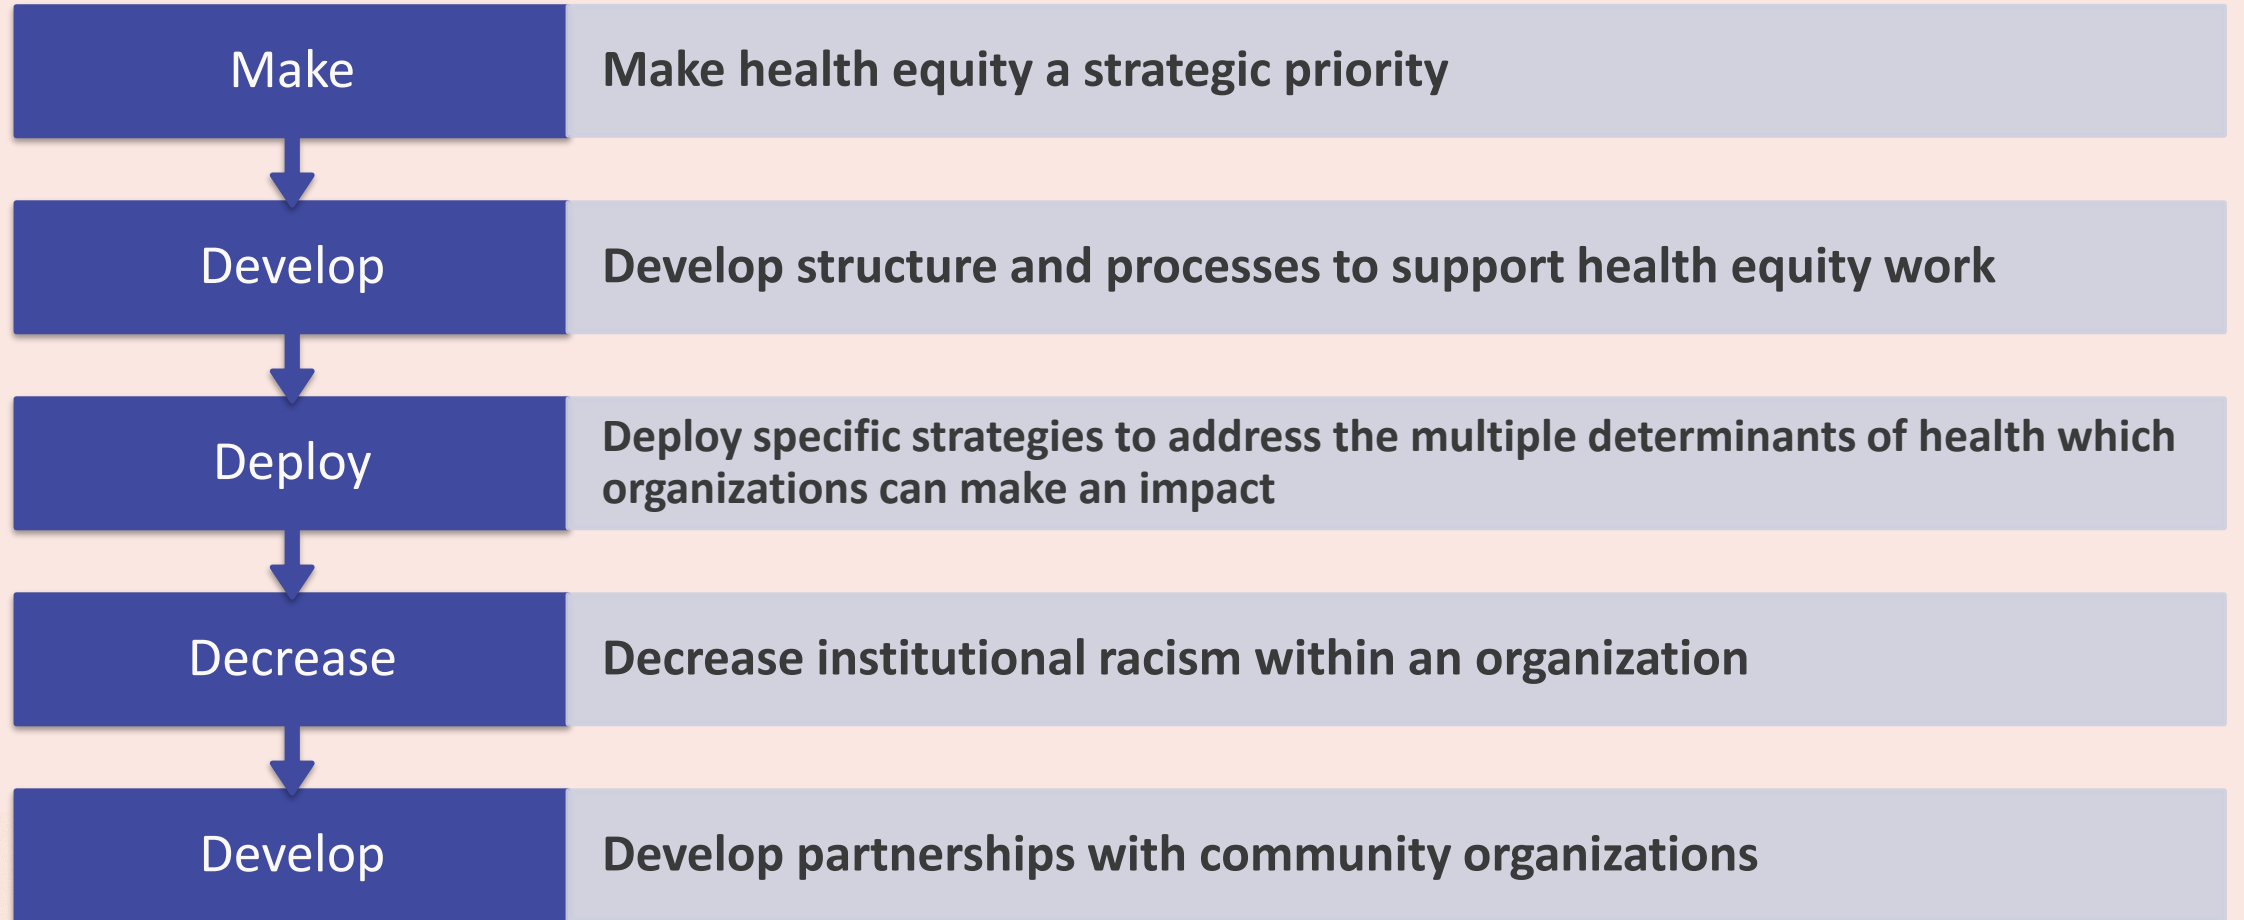 Make
Make health equity a strategic priority
Develop
Develop structure and processes to support health equity work
Deploy
Deploy specific strategies to address the multiple determinants of health which
organizations can make an impact
Decrease
Decrease institutional racism within an organization
Develop
Develop partnerships with community organizations